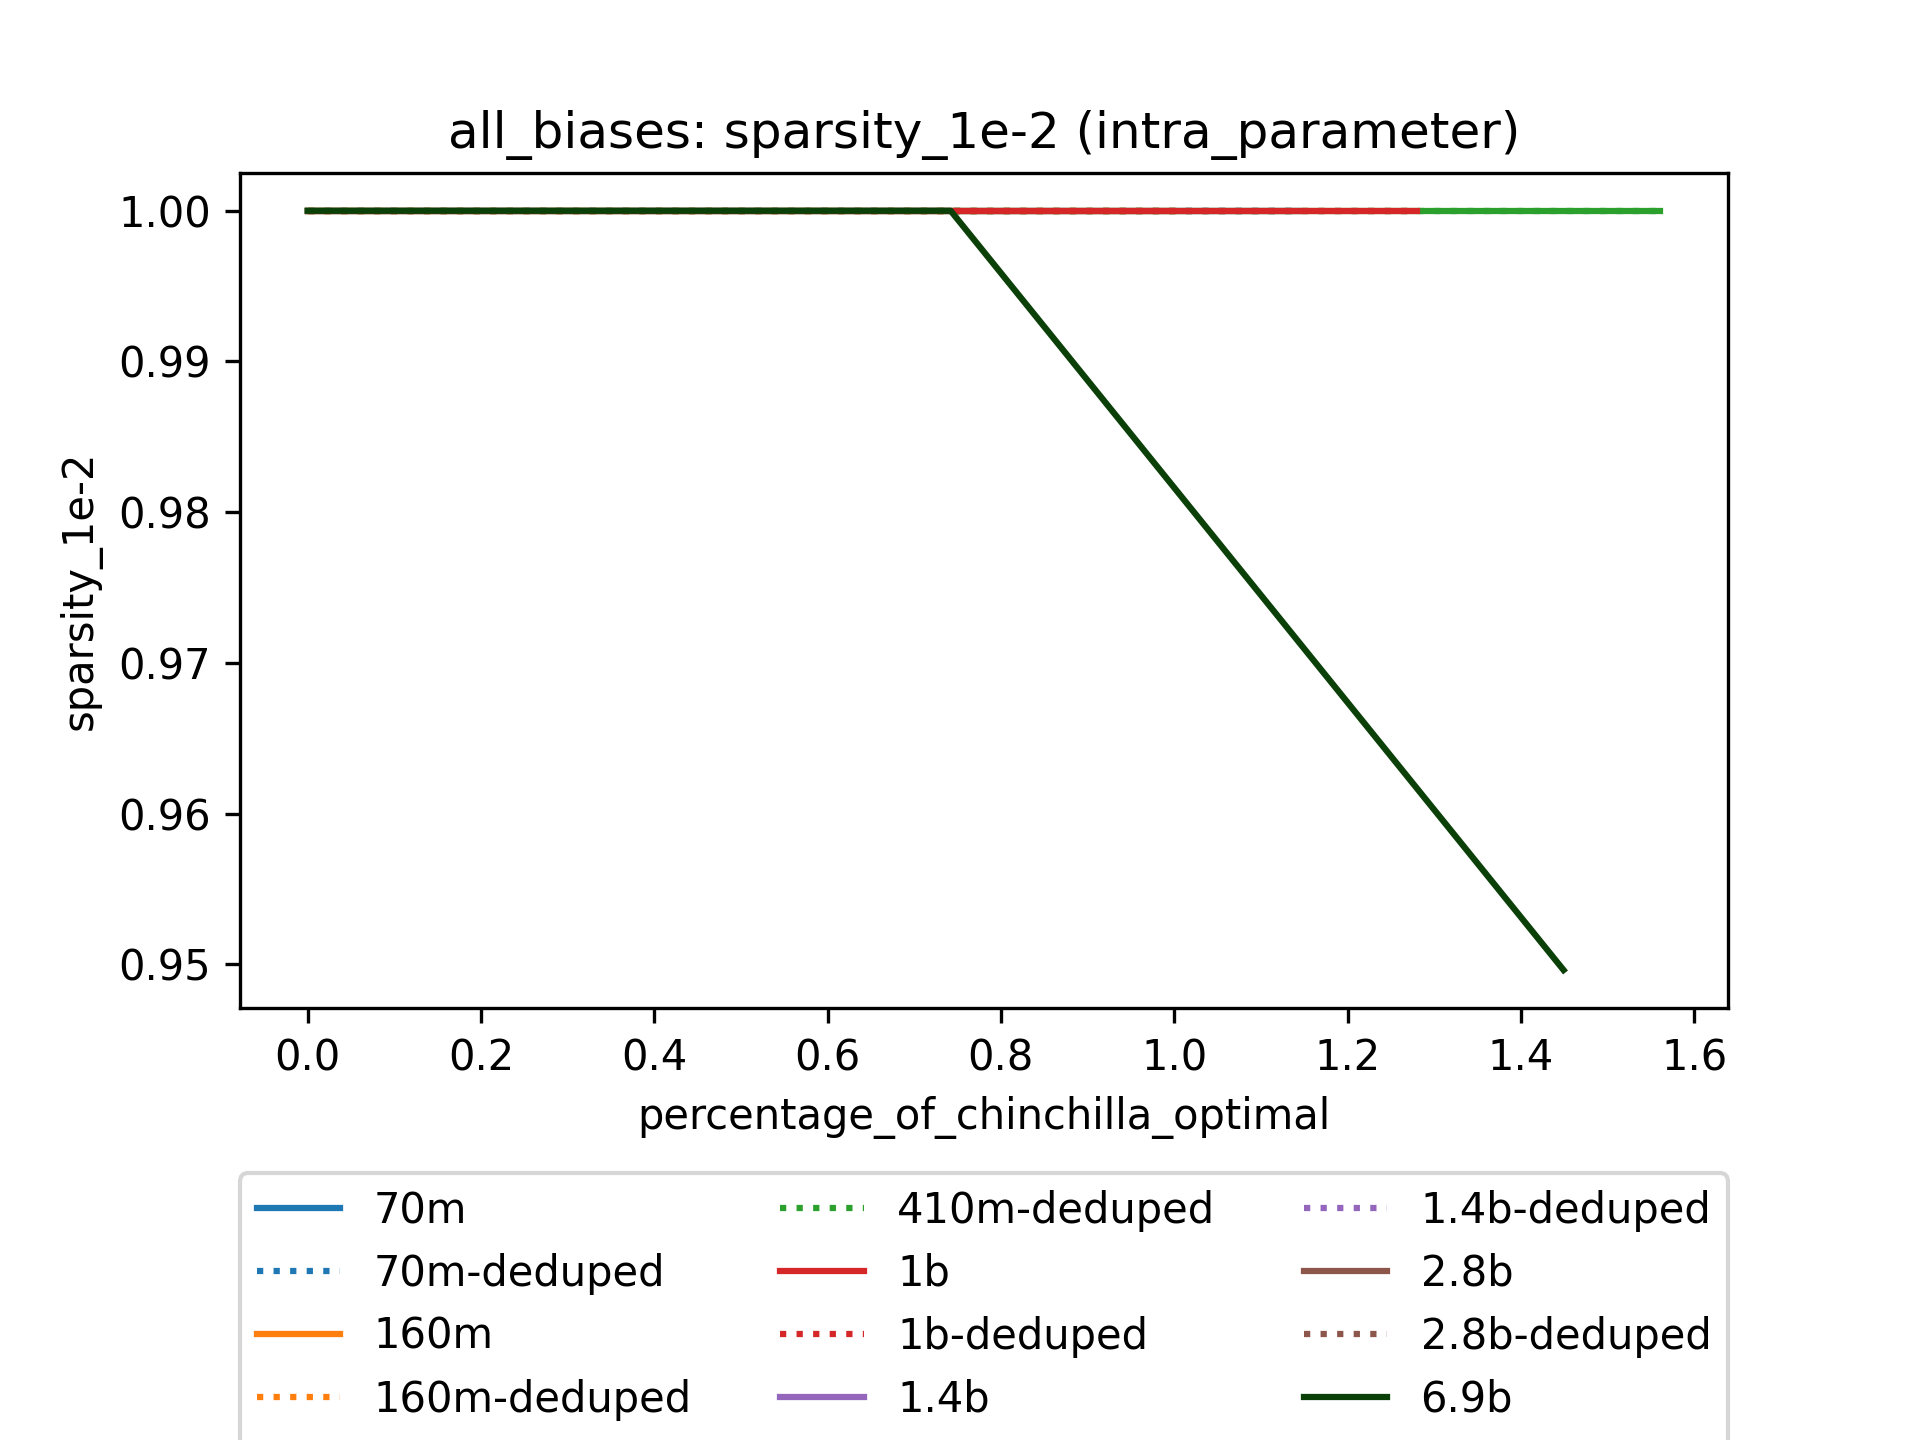 all_biases: sparsity_1e-2 (intra_parameter)
1.00
0.99
0.98
0.97
0.96
0.95
sparsity_1e-2
0.0 0.2 0.4 0.6 0.8 1.0 1.2 1.4 1.6
percentage_of_chinchilla_optimal
70m
70m-deduped
160m
160m-deduped
410m-deduped
1b
1b-deduped
1.4b
1.4b-deduped
2.8b
2.8b-deduped
6.9b